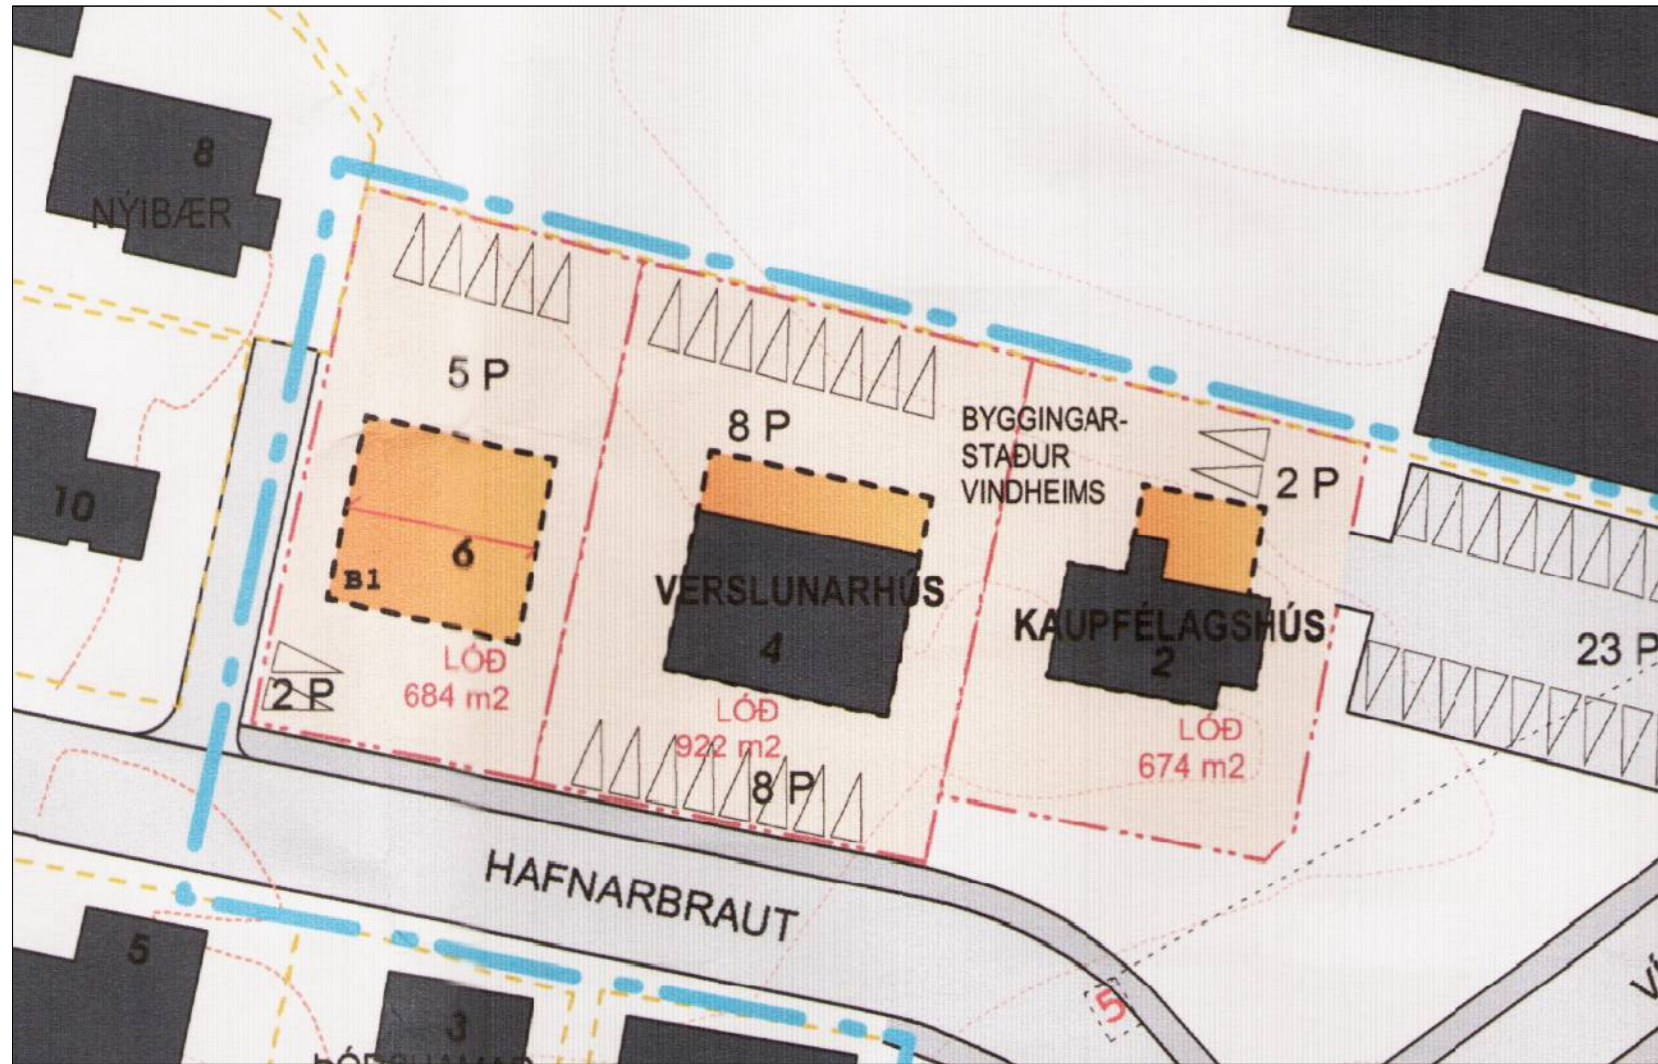 8
NÝIBÆR
5 P
8 P
BYGGINGAR-
STAÐUR
VINDHEIMS
2 P
10
6
B1
VERSLUNARHÚS
4
KAUPFÉLAGSHÚS
2
23 P
LÓÐ
684 m2
2 P
LÓÐ
922 m2
8 P
LÓÐ
674 m2
HAFNARBRAUT
5
3
5